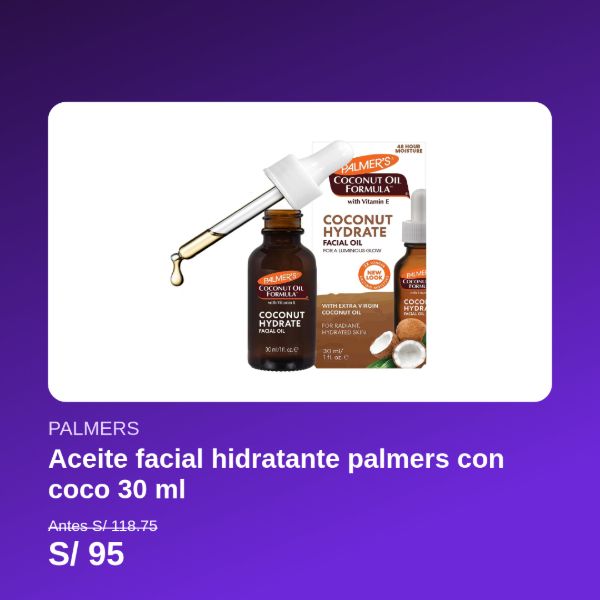 48 HOUR
MOISTURE
PALMER'S
COCONUT OIL
FORMULA™
with Vitamin E
COCONUT
HYDRATE
FACIAL OIL
FOR A LUMINOUS GLOW
NEW
LOOK
WITH EXTRA VIRGIN
COCONUT OIL
FOR RADIANT,
HYDRATED SKIN
30 ml/
1 fl. oz. ℮
PALMER'S
COCONUT OIL
FORMULA
with Vitamin E
COCONUT
HYDRATE
FACIAL OIL
30 ml/1 fl. oz. ℮
PALMERS
Aceite facial hidratante palmers con
coco 30 ml
Antes S/ 118.75
S/ 95